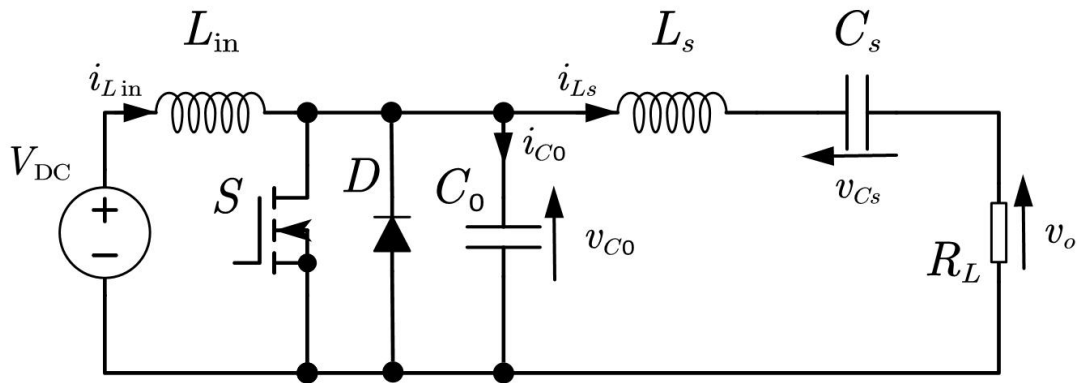 L_in
L_s
C_s
i_L in
i_Ls
i_C0
V_DC
S
D
C_0
v_C0
v_Cs
R_L
v_o